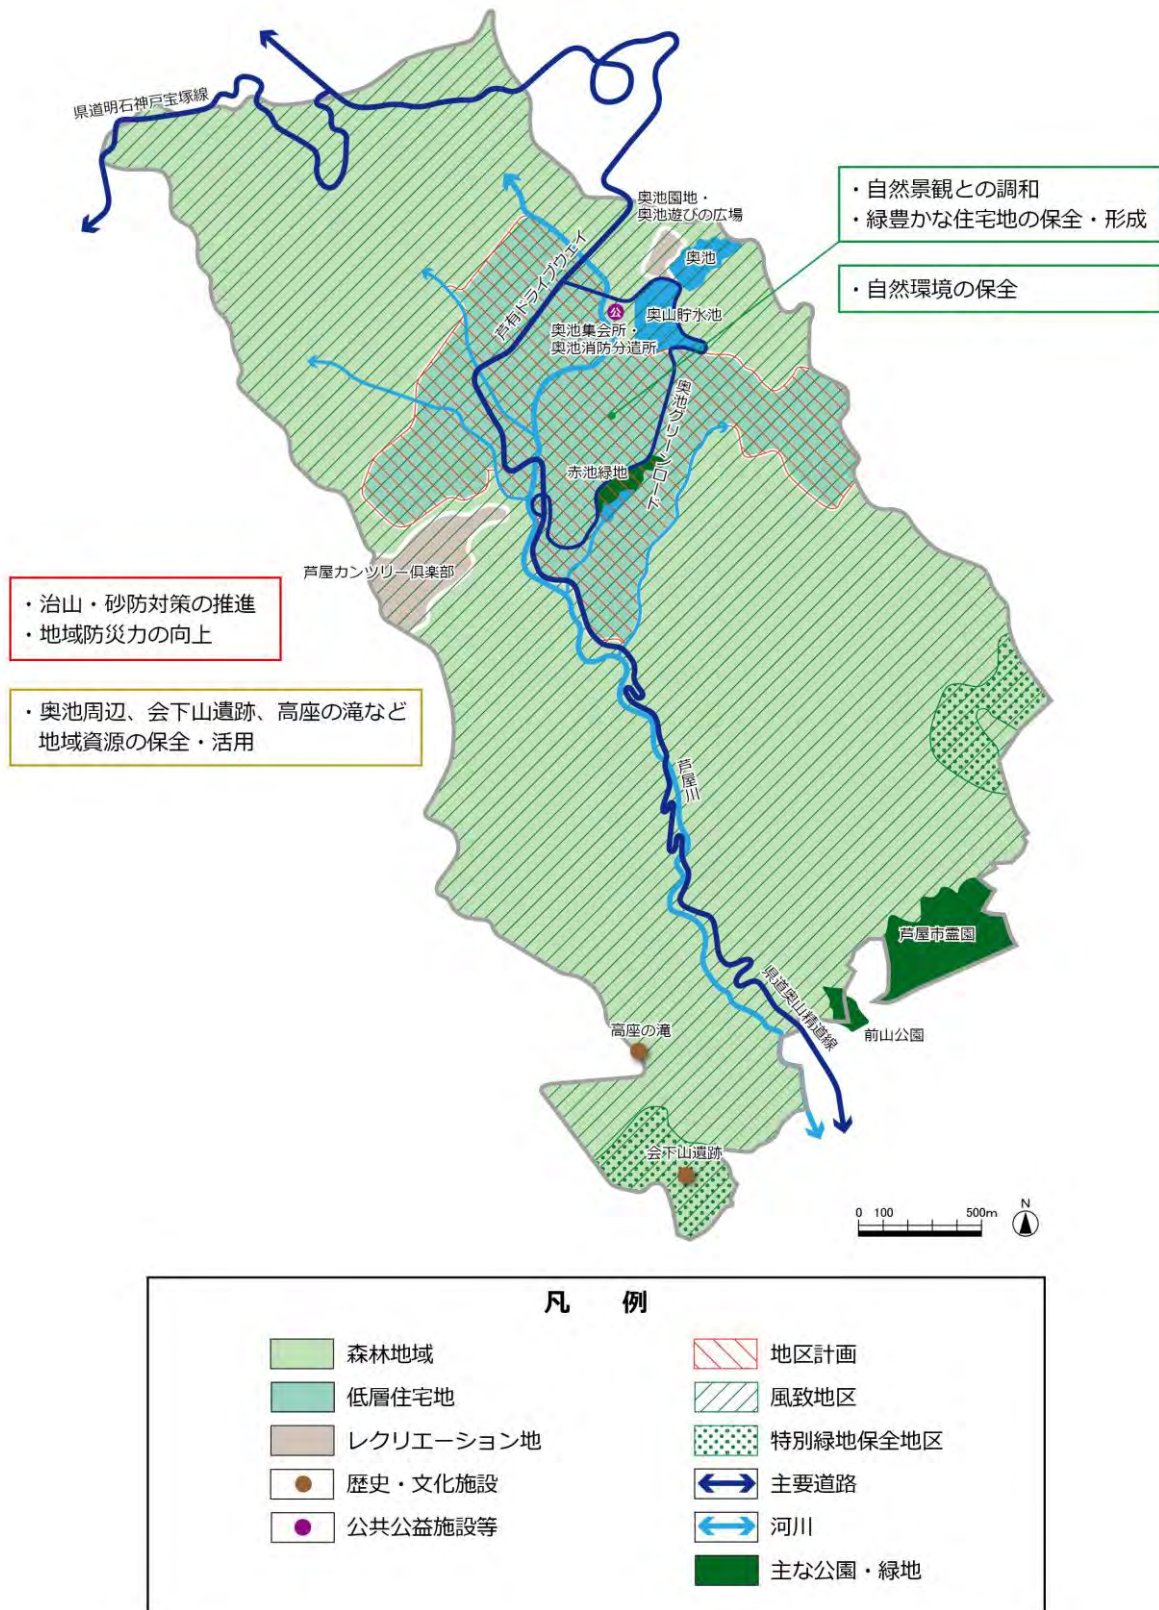 県道明石神戸宝塚線
・自然景観との調和
・緑豊かな住宅地の保全・形成
奥池園地・
奥池遊びの広場
奥池
芦有ドライブウェイ
・自然環境の保全
公
奥山貯水池
奥池集会所・
奥池消防分遣所
奥池グリーンロード
赤池緑地
芦屋カンツリー倶楽部
・治山・砂防対策の推進
・地域防災力の向上
・奥池周辺、会下山遺跡、高座の滝など
地域資源の保全・活用
芦屋川
芦屋市霊園
県道奥山精道線
高座の滝
前山公園
会下山遺跡
0 100 500m
N
凡 例
森林地域
地区計画
低層住宅地
風致地区
レクリエーション地
特別緑地保全地区
歴史・文化施設
主要道路
公共公益施設等
河川
主な公園・緑地